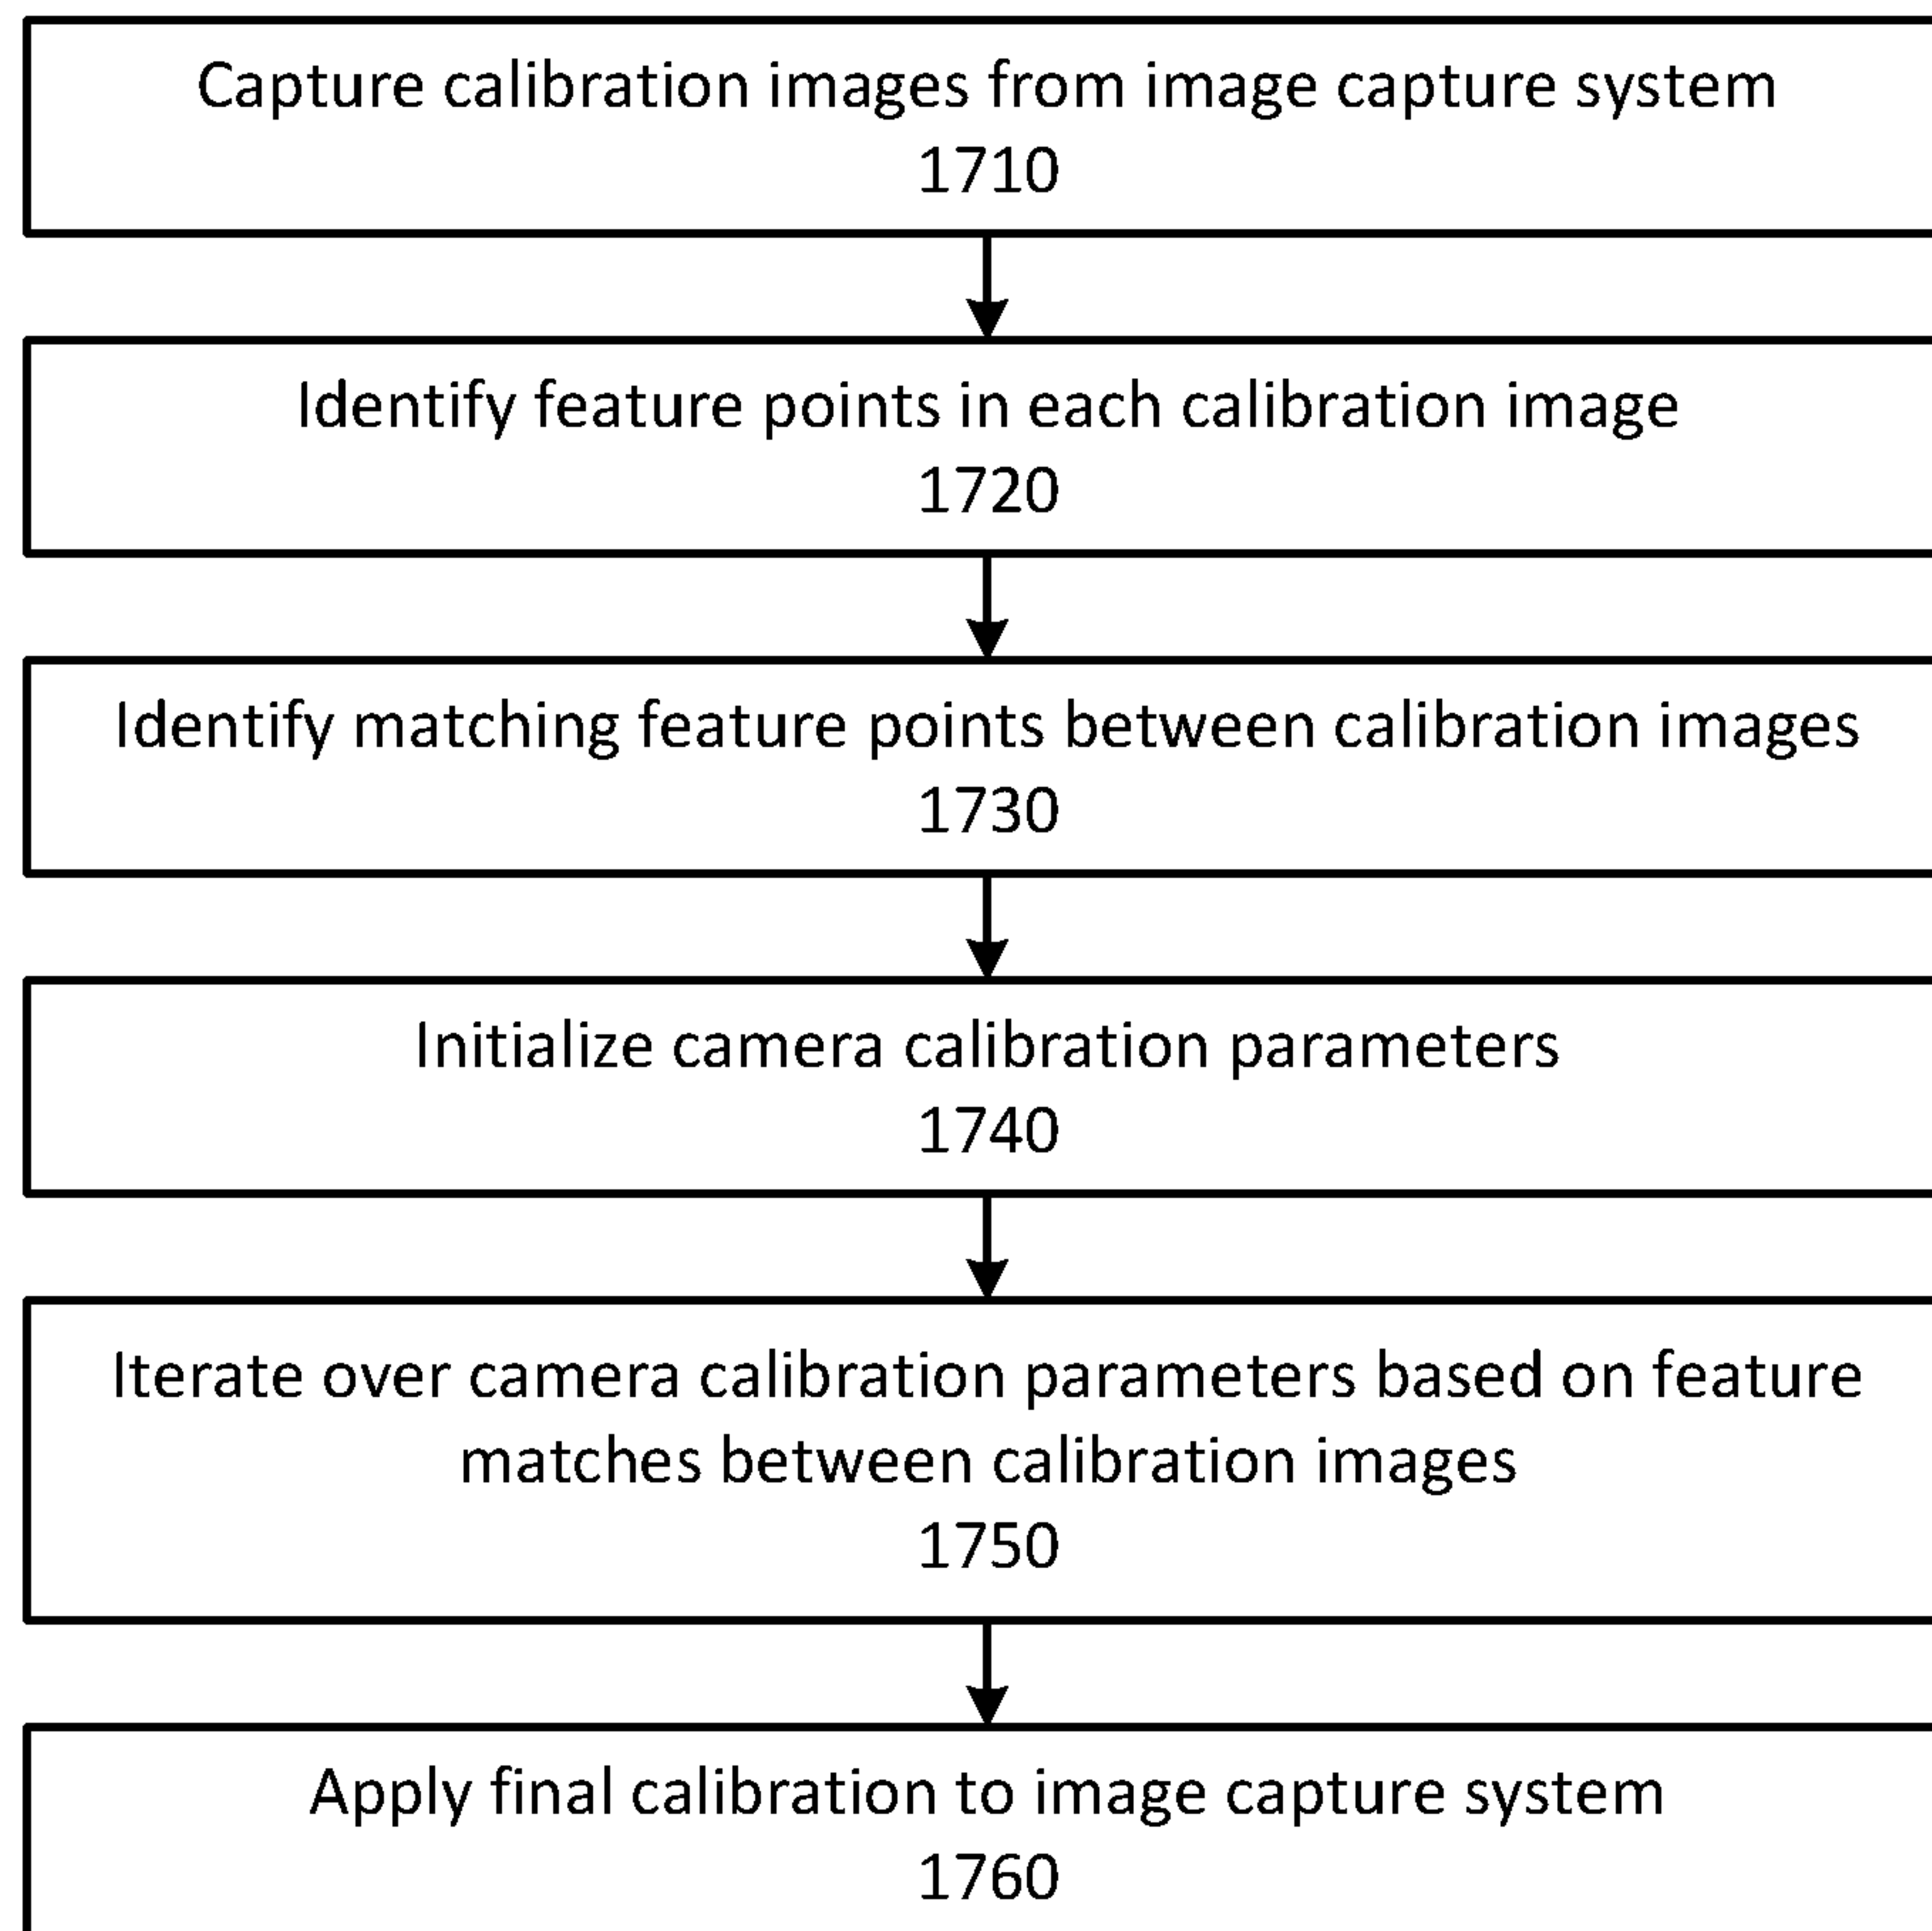 Capture calibration images from image capture system
1710
Identify feature points in each calibration image
1720
Identify matching feature points between calibration images
1730
Initialize camera calibration parameters
1740
Iterate over camera calibration parameters based on feature
matches between calibration images
1750
Apply final calibration to image capture system
1760